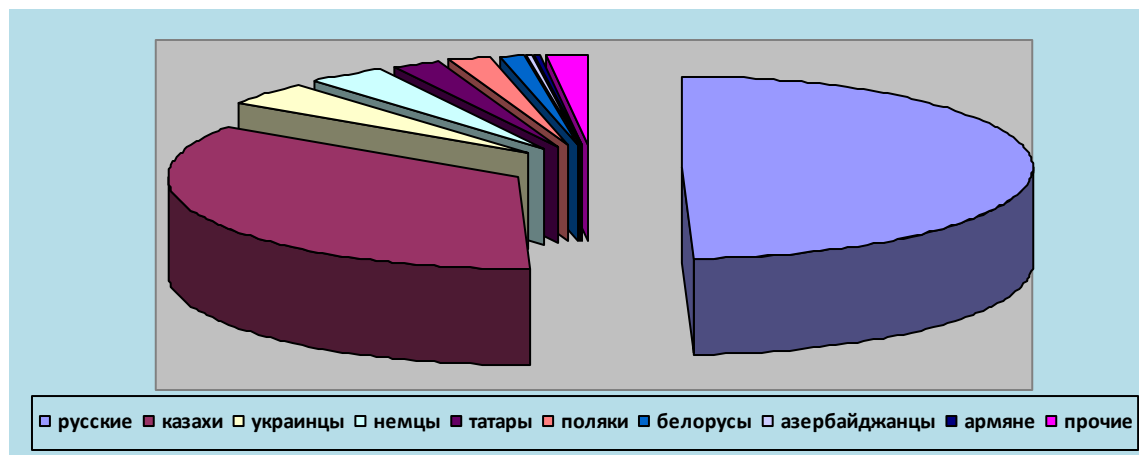 русские казахи украинцы немцы татары поляки белорусы азербайджанцы армяне прочие